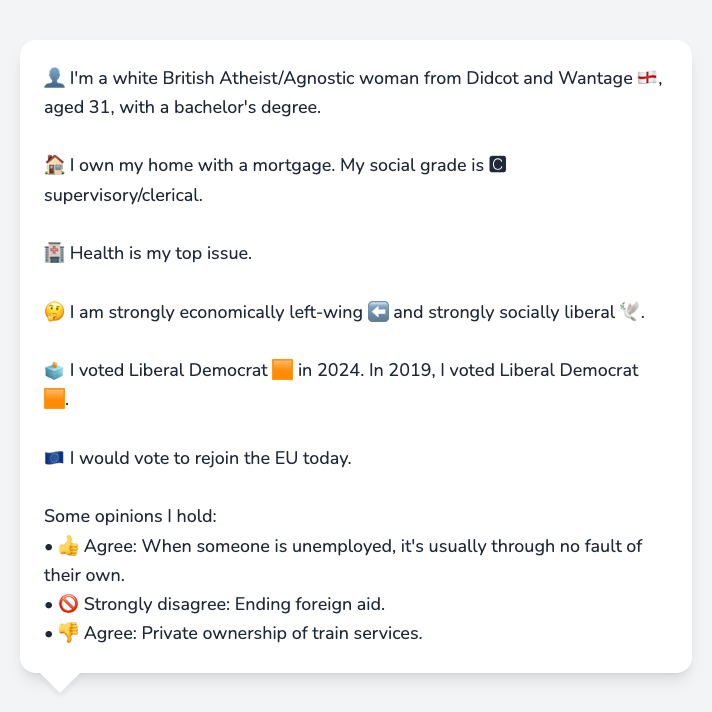 👤 I'm a white British Atheist/Agnostic woman from Didcot and Wantage 🏴󠁧󠁢󠁥󠁮󠁧󠁿,
aged 31, with a bachelor's degree.
🏠 I own my home with a mortgage. My social grade is 🅲
supervisory/clerical.
🏥 Health is my top issue.
🤔 I am strongly economically left-wing ⬅️ and strongly socially liberal 🕊️.
🗳️ I voted Liberal Democrat 🟧 in 2024. In 2019, I voted Liberal Democrat
🟧.
🇪🇺 I would vote to rejoin the EU today.
Some opinions I hold:
• 👍 Agree: When someone is unemployed, it's usually through no fault of
their own.
• 🚫 Strongly disagree: Ending foreign aid.
• 👎 Agree: Private ownership of train services.